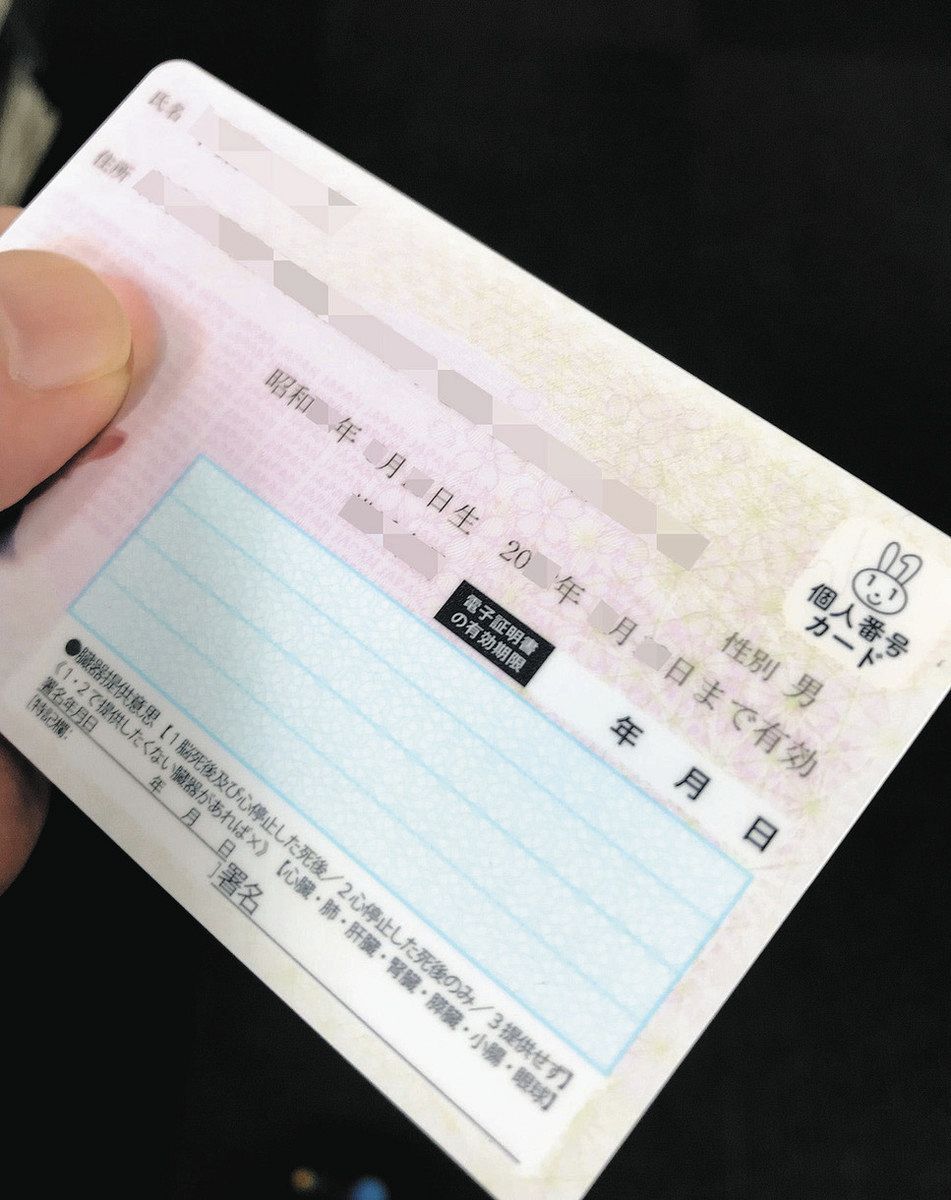 氏名
住所
昭和 年 月 日生
性別 男
20 年 月 日まで有効
個人番号
カード
電子証明書
の有効期限
年 月 日
●臓器提供意思【1脳死後及び心停止した死後/2心停止した死後のみ/3提供せず】
《1・2で提供したくない臓器があれば×》【心臓・肺・肝臓・腎臓・膵臓・小腸・眼球】
[特記欄: ]
署名年月日 年 月 日 署名